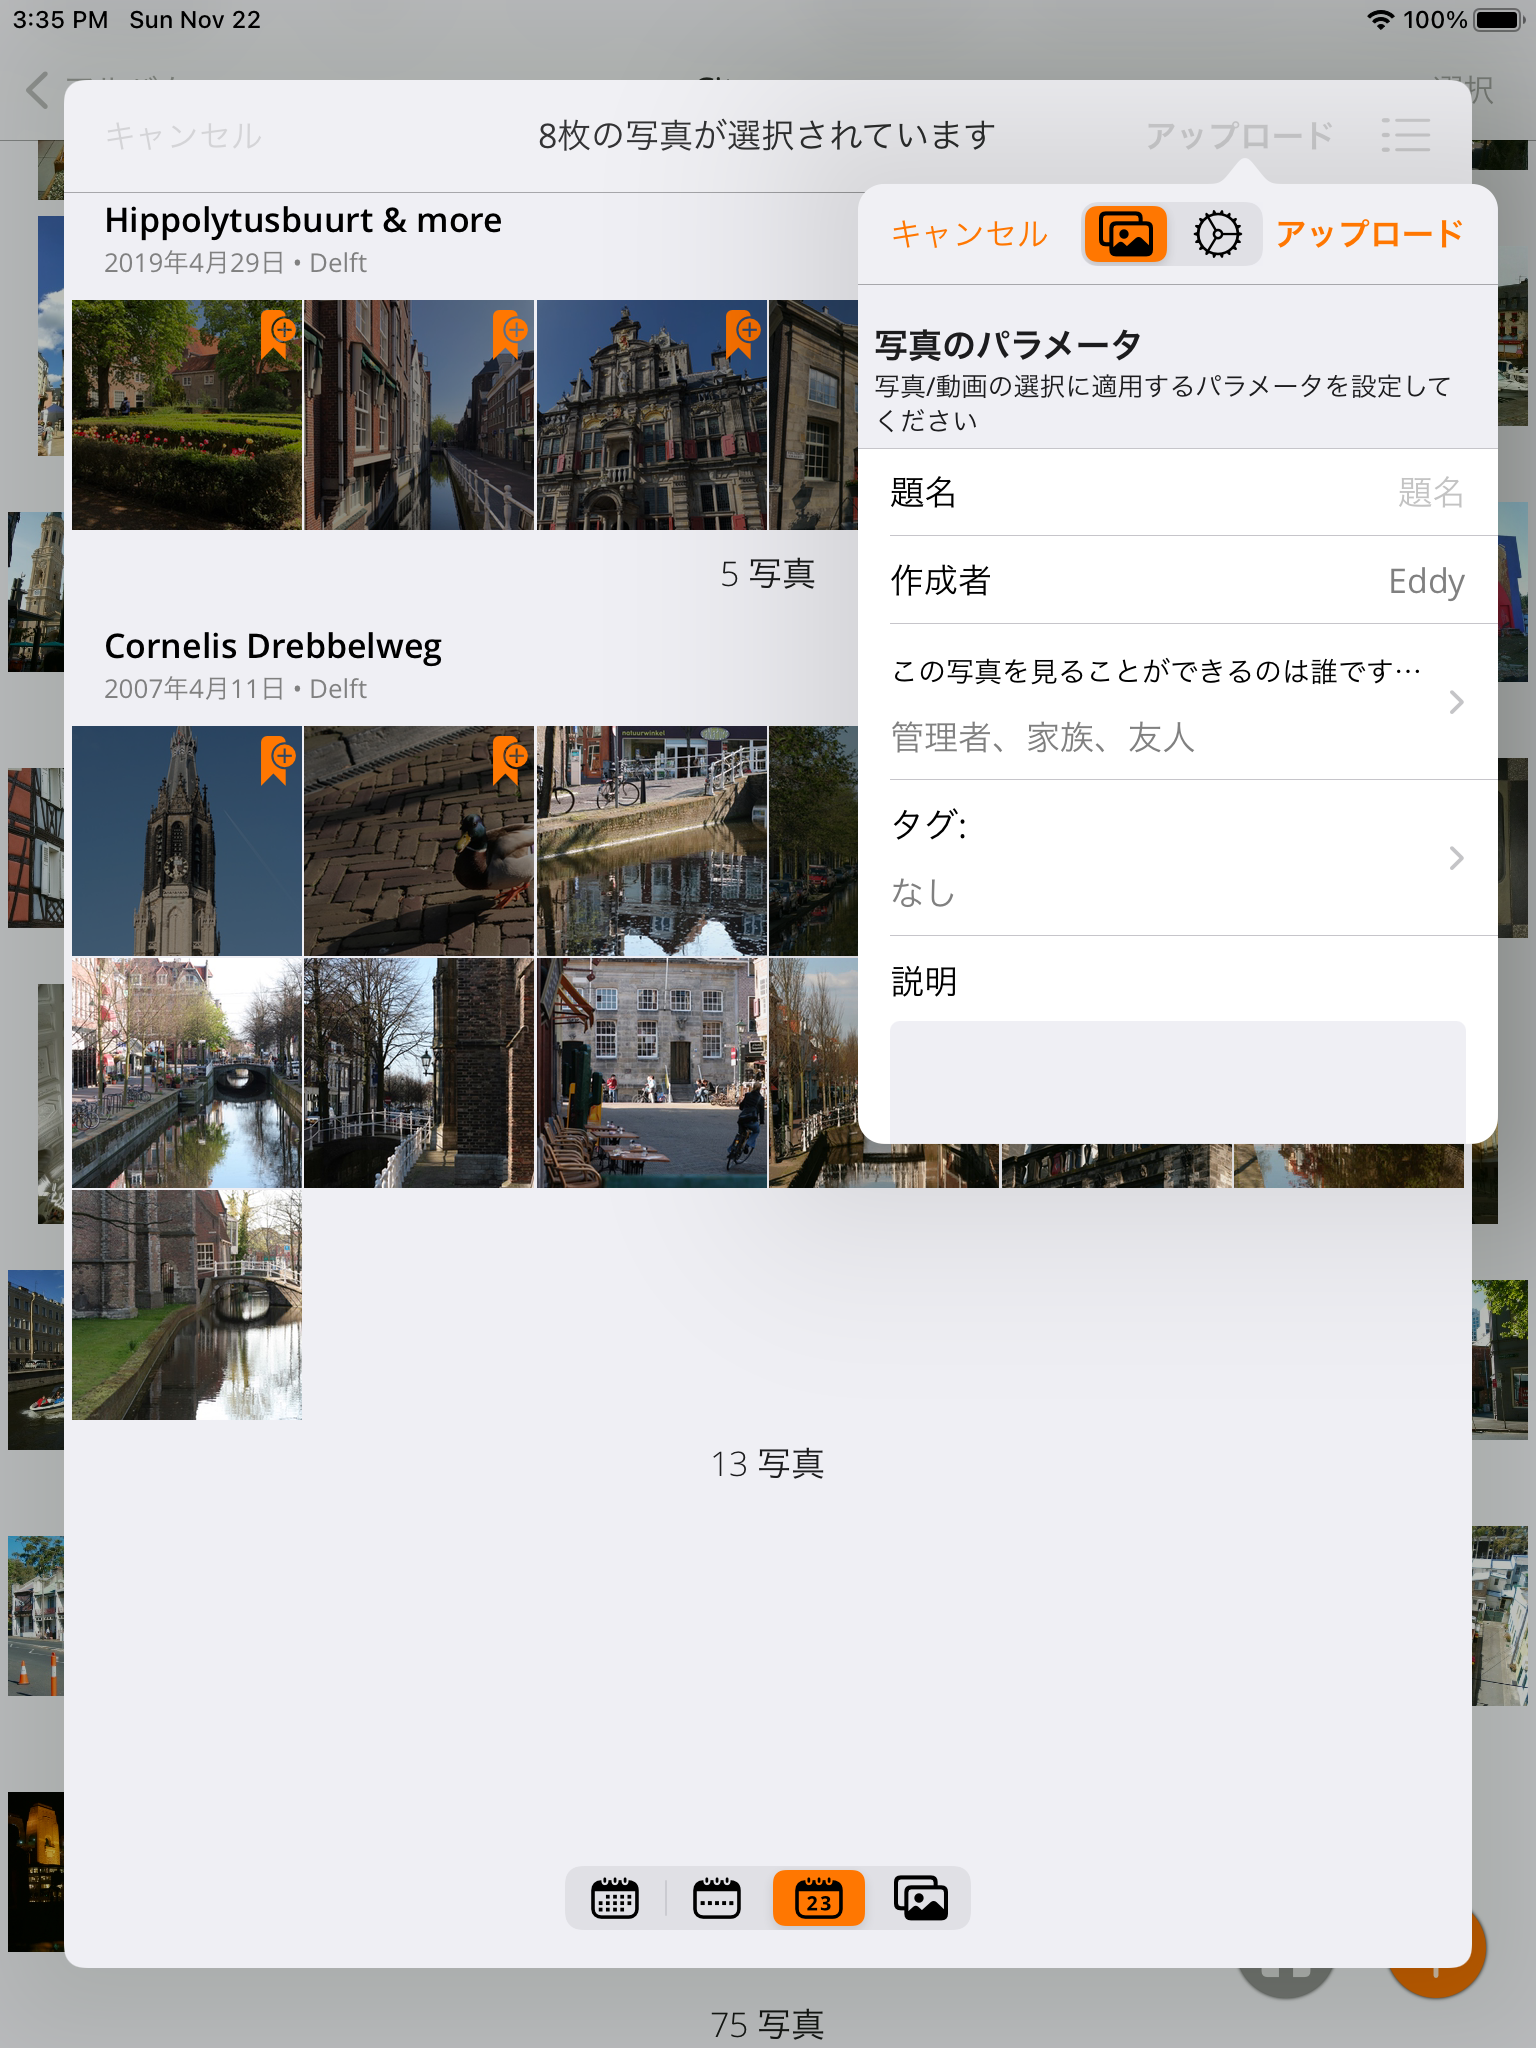 3:35 PM Sun Nov 22
100%
キャンセル
8枚の写真が選択されています
アップロード
Hippolytusbuurt & more
2019年4月29日 • Delft
5 写真
Cornelis Drebbelweg
2007年4月11日 • Delft
natuurwinkel
13 写真
キャンセル
アップロード
写真のパラメータ
写真/動画の選択に適用するパラメータを設定して
ください
題名
題名
作成者
Eddy
この写真を見ることができるのは誰です…
管理者、家族、友人
タグ:
なし
説明
23
75 写真